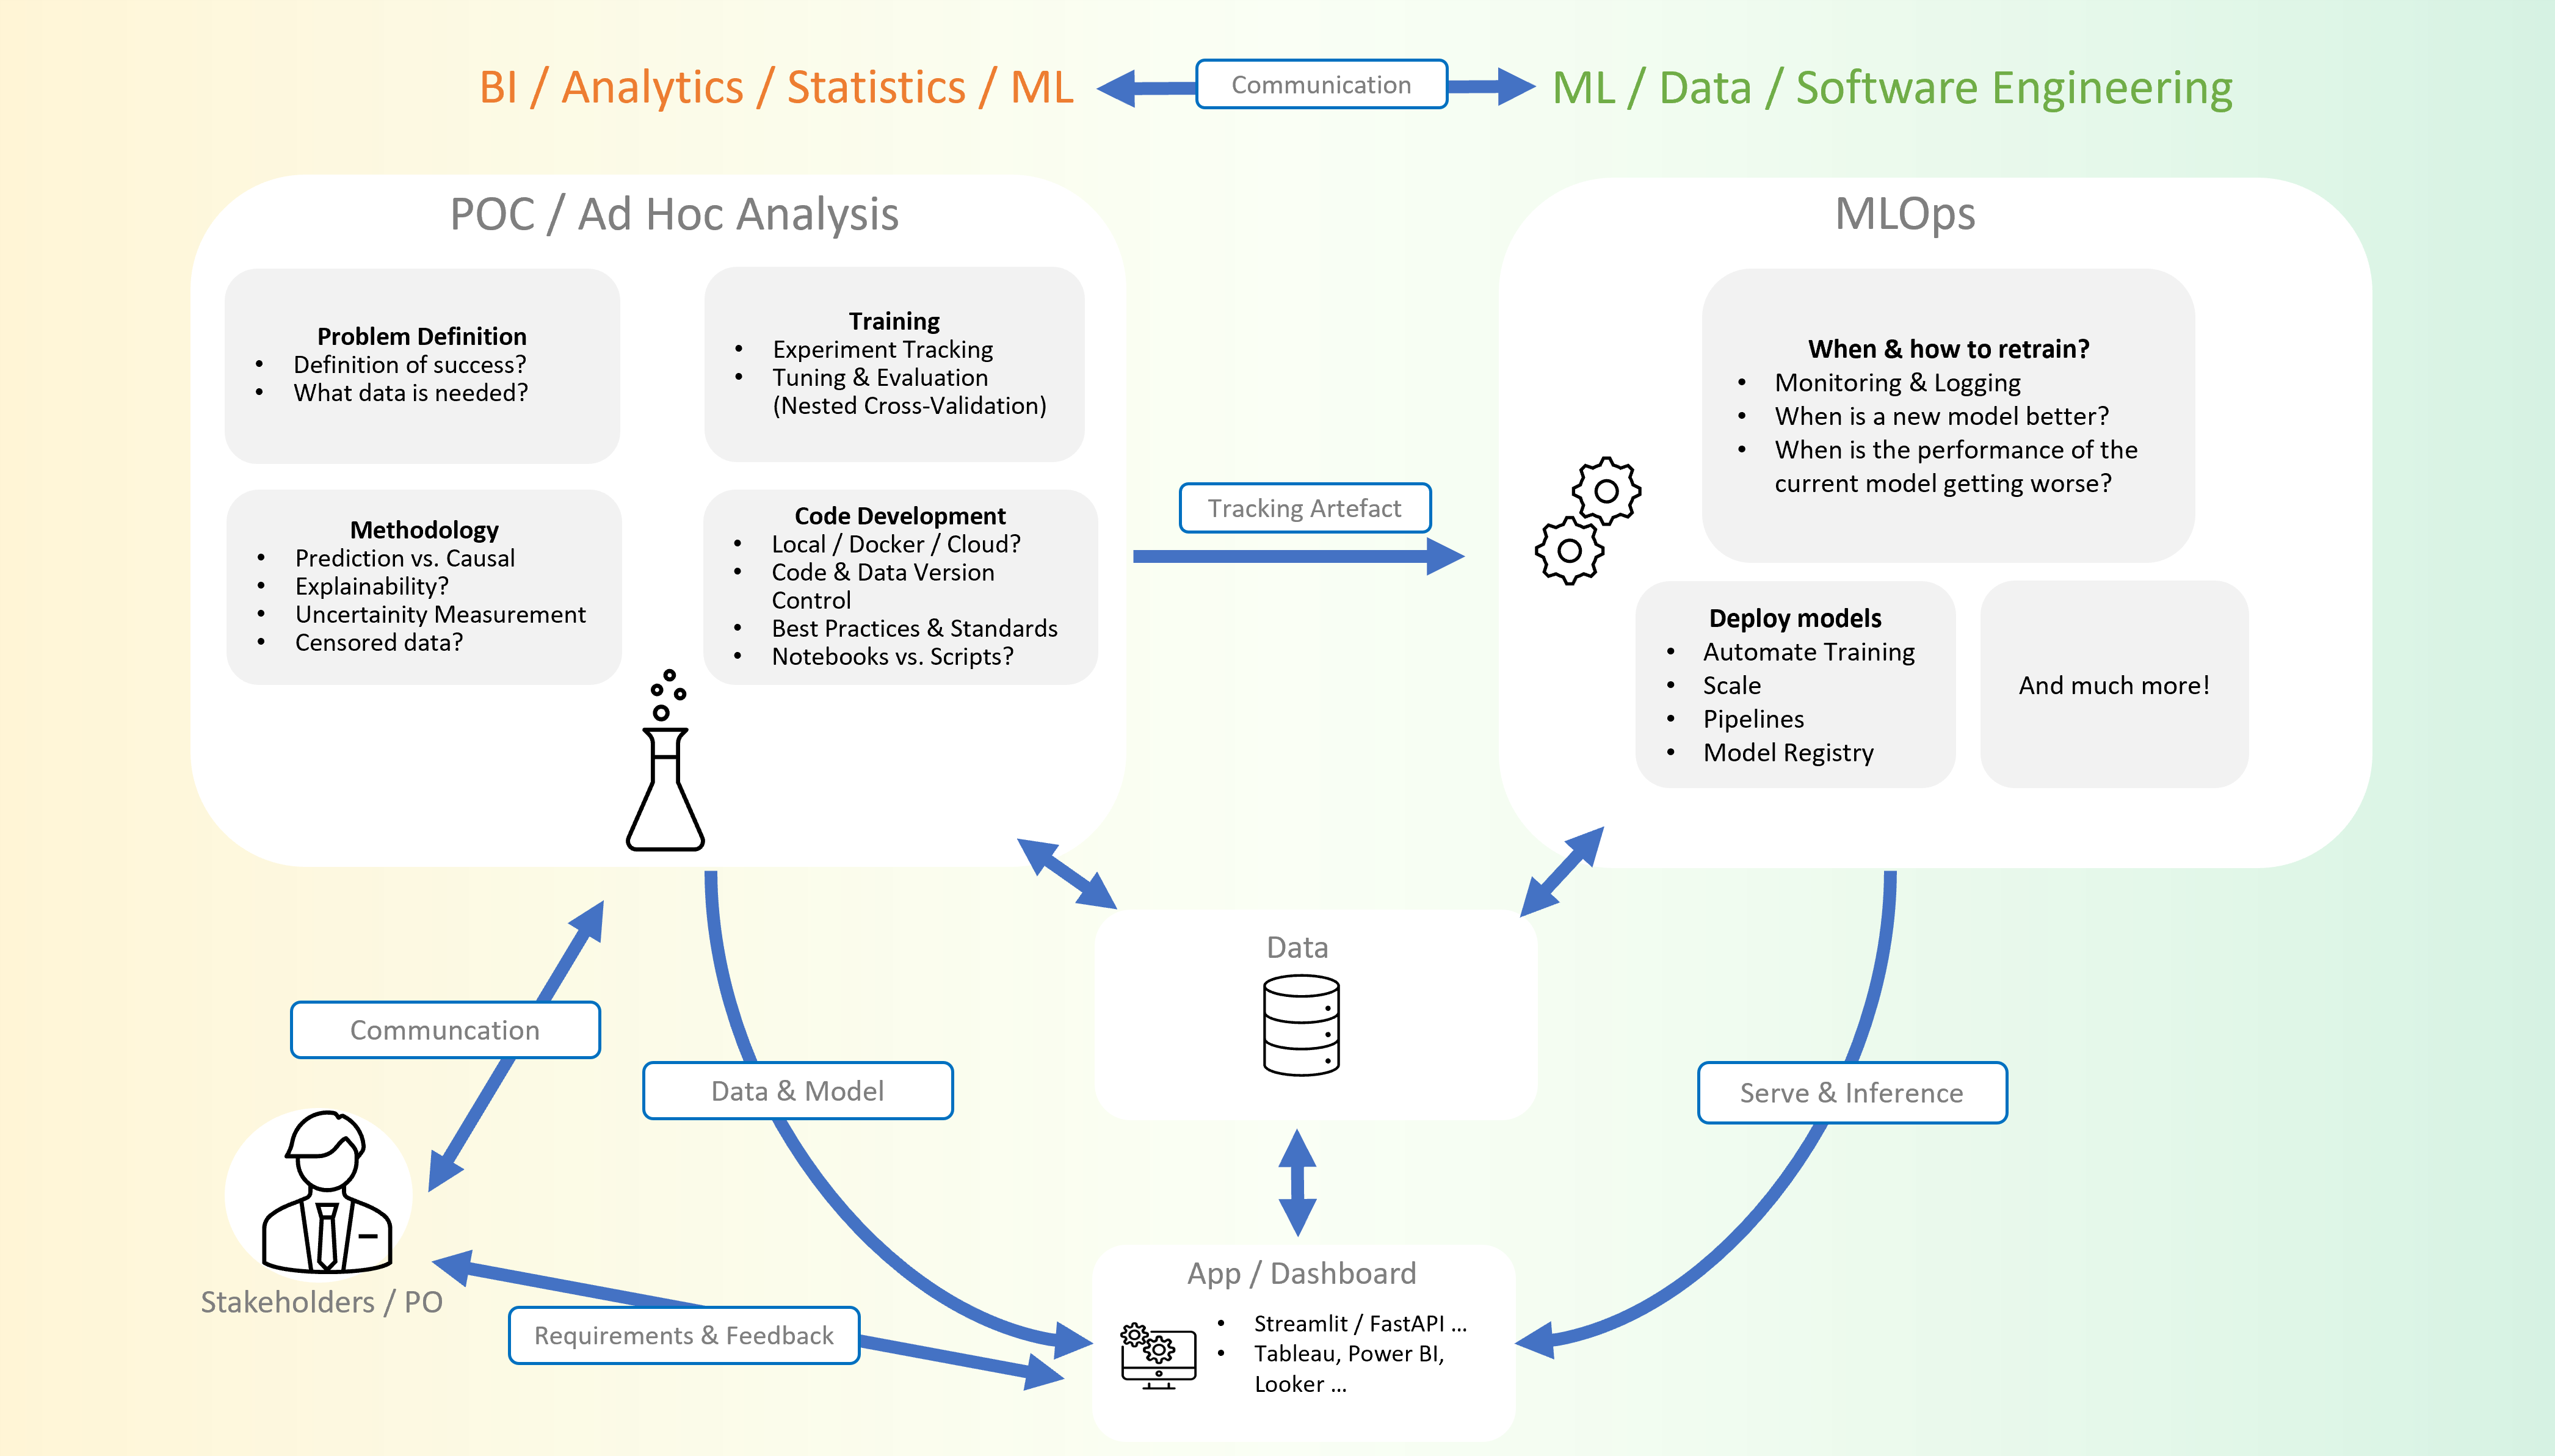 BI / Analytics / Statistics / ML
Communication
ML / Data / Software Engineering
POC / Ad Hoc Analysis
Problem Definition
• Definition of success?
• What data is needed?
Training
• Experiment Tracking
• Tuning & Evaluation
(Nested Cross-Validation)
Methodology
• Prediction vs. Causal
• Explainability?
• Uncertainity Measurement
• Censored data?
Code Development
• Local / Docker / Cloud?
• Code & Data Version
Control
• Best Practices & Standards
• Notebooks vs. Scripts?
Tracking Artefact
MLOps
When & how to retrain?
• Monitoring & Logging
• When is a new model better?
• When is the performance of the
current model getting worse?
Deploy models
• Automate Training
• Scale
• Pipelines
• Model Registry
And much more!
Data
Communcation
Data & Model
Serve & Inference
Stakeholders / PO
Requirements & Feedback
App / Dashboard
• Streamlit / FastAPI ...
• Tableau, Power BI,
Looker ...